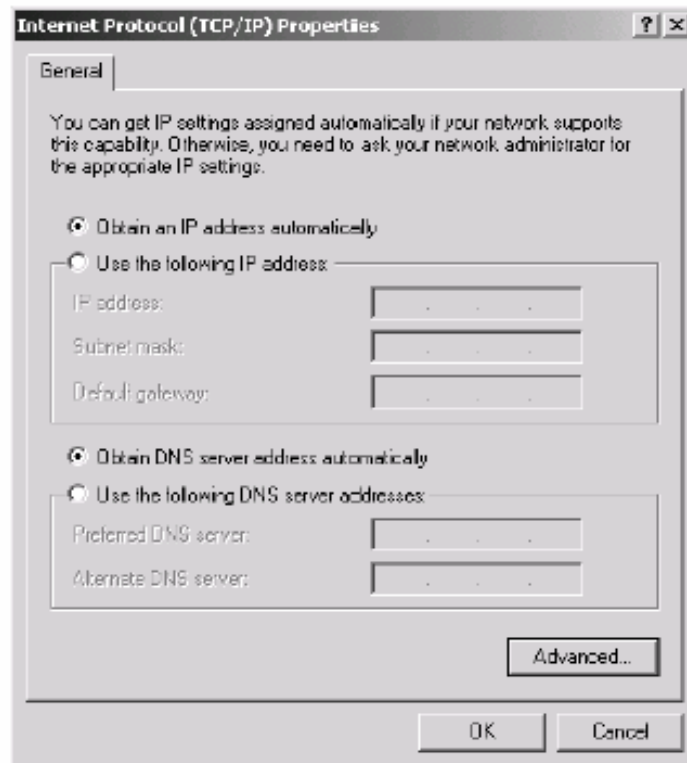 Internet Protocol (TCP/IP) Properties
General
You can get IP settings assigned automatically if your network supports
this capability. Otherwise, you need to ask your network administrator for
the appropriate IP settings.
Obtain an IP address automatically
Use the following IP address:
IP address:
Subnet mask:
Default gateway:
Obtain DNS server address automatically
Use the following DNS server addresses:
Preferred DNS server:
Alternate DNS server:
Advanced...
OK Cancel